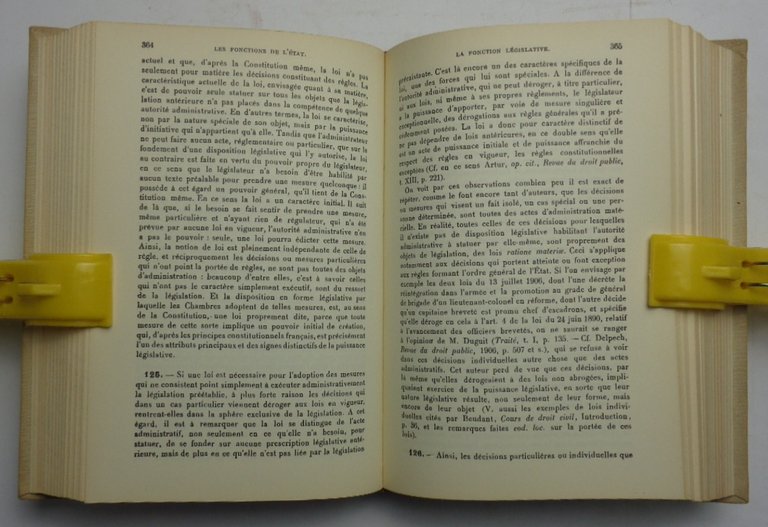 364
LES FONCTIONS DE L'ÉTAT.
actuel et que, d'après la Constitution même, la loi n'a pas
seulement pour matière les décisions constituant des règles. La
caractéristique actuelle de la loi, envisagée quant à sa matière,
c'est de pouvoir seule statuer sur tous les objets que la légis-
lation antérieure n'a pas placés dans la compétence de quelque
autorité administrative. En d'autres termes, la loi se caractérise,
non par la nature spéciale de son objet, mais par la puissance
d'initiative qui n'appartient qu'à elle. Tandis que l'administrateur
ne peut faire aucun acte, réglementaire ou particulier, que sur le
fondement d'une disposition législative qui l'y autorise, la loi
au contraire est faite en vertu du pouvoir propre du législateur,
en ce sens que le législateur n'a besoin d'être habilité par
aucun texte préalable pour prendre une mesure quelconque : il
possède à cet égard un pouvoir général, qu'il tient de la Cons-
titution même. En ce sens la loi a un caractère initial. Il suit
de là que, si le besoin se fait sentir de prendre une mesure,
même particulière et n'ayant rien de régulateur, qui n'a été
prévue par aucune loi en vigueur, l'autorité administrative n'en
a pas le pouvoir : seule, une loi pourra édicter cette mesure.
Ainsi, la notion de loi est pleinement indépendante de celle de
règle, et réciproquement les décisions ou mesures particulières
qui n'ont point la portée de règles, ne sont pas toutes des objets
d'administration : beaucoup d'entre elles, c'est à savoir celles
qui n'ont pas le caractère simplement exécutif, sont du ressort
de la législation. Et la disposition en forme législative par
laquelle les Chambres adoptent de telles mesures, est, au sens
de la Constitution, une loi proprement dite, parce que toute
mesure de cette sorte implique un pouvoir initial de création,
qui, d'après les principes constitutionnels français, est précisément
l'un des attributs principaux et des signes distinctifs de la puissance
législative.
125. — Si une loi est nécessaire pour l'adoption des mesures
qui ne consistent point simplement à exécuter administrativement
la législation préétablie, à plus forte raison les décisions qui
dans un cas particulier viennent déroger aux lois en vigueur,
rentrent-elles dans la sphère exclusive de la législation. A cet
égard, il est à remarquer que la loi se distingue de l'acte
administratif, non seulement en ce qu'elle n'a besoin, pour
statuer, de se fonder sur aucune prescription législative anté-
rieure, mais de plus en ce qu'elle n'est pas liée par la législation
LA FONCTION LÉGISLATIVE.
365
préexistante. C'est là encore un des caractères spécifiques de la
loi, une des forces qui lui sont spéciales. A la différence de
l'autorité administrative, qui ne peut déroger, à titre particulier,
ni aux lois, ni même à ses propres règlements, le législateur
a la puissance d'apporter, par voie de mesure singulière et
exceptionnelle, des dérogations aux règles générales qu'il a pré-
cédemment posées. La loi a donc pour caractère distinctif de
ne pas dépendre de lois antérieures, en ce double sens qu'elle
est un acte de puissance initiale et de puissance affranchie du
respect des règles en vigueur, les règles constitutionnelles
exceptées (Cf. en ce sens Artur, op. cit., Revue du droit public,
t. XIII, p. 221).
On voit par ces observations combien peu il est exact de
répéter, comme le font encore tant d'auteurs, que les décisions
ou mesures qui visent un fait isolé, un cas spécial ou une per-
sonne déterminée, sont toutes des actes d'administration maté-
rielle. En réalité, toutes celles de ces décisions pour lesquelles
il n'existe pas de disposition législative habilitant l'autorité
administrative à statuer par elle-même, sont proprement des
objets de législation, des lois ratione materiæ. Ceci s'applique
notamment aux décisions qui portent atteinte ou font exception
aux règles formant l'ordre général de l'État. Si l'on envisage par
exemple les deux lois du 13 juillet 1906, dont l'une décrète la
réintégration dans l'armée et la promotion au grade de général
de brigade d'un lieutenant-colonel en réforme, dont l'autre décide
qu'un capitaine breveté est promu chef d'escadrons, et spécifie
qu'elle déroge en cela à l'art. 4 de la loi du 24 juin 1890, relatif
à l'avancement des officiers brevetés, on ne saurait se ranger
à l'opinion de M. Duguit (Traité, t. I, p. 135. — Cf. Delpech,
Revue du droit public, 1906, p. 507 et s.), qui se refuse à voir
dans ces décisions individuelles autre chose que des actes
administratifs. Cet auteur perd de vue que ces décisions, par
là même qu'elles dérogeaient à des lois non abrogées, impli-
quaient exercice de la puissance législative, en sorte que leur
nature législative résulte, non seulement de leur forme, mais
encore de leur objet (V. aussi les exemples de lois indivi-
duelles cités par Beudant, Cours de droit civil, Introduction,
p. 36, et les remarques faites eod. loc. sur la portée de ces
lois).
126. — Ainsi, les décisions particulières ou individuelles que